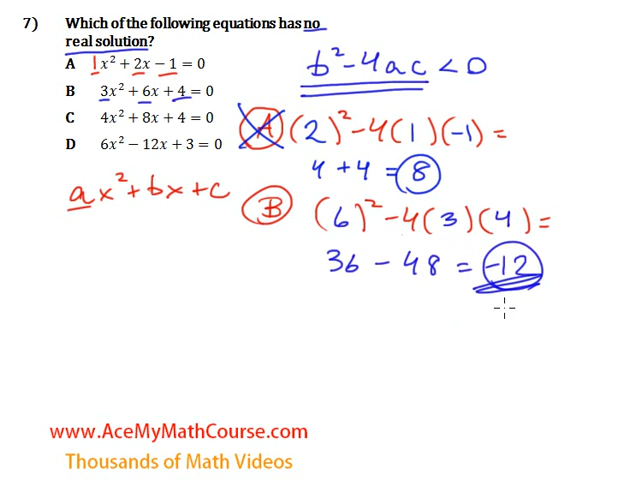 7) Which of the following equations has no
real solution?
A 1x² + 2x − 1 = 0
B 3x² + 6x + 4 = 0
C 4x² + 8x + 4 = 0
D 6x² − 12x + 3 = 0
ax² + bx + c
b² − 4ac < 0
A (2)² − 4(1)(−1) =
4 + 4 = 8
B (6)² − 4(3)(4) =
36 − 48 = −12
www.AceMyMathCourse.com
Thousands of Math Videos